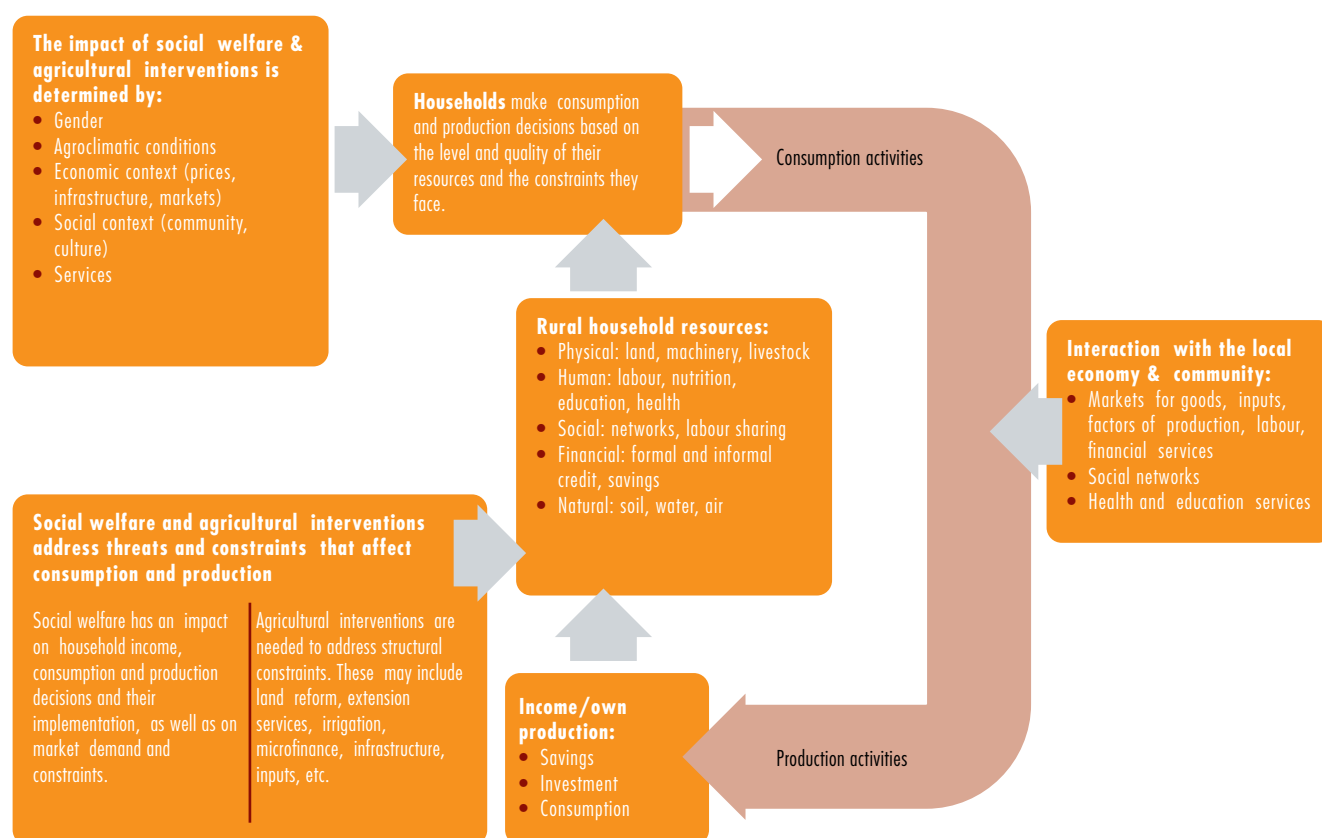 The impact of social welfare &
agricultural interventions is
determined by:
• Gender
• Agroclimatic conditions
• Economic context (prices,
infrastructure, markets)
• Social context (community,
culture)
• Services
Households make consumption
and production decisions based on
the level and quality of their
resources and the constraints they
face.
Consumption activities
Rural household resources:
• Physical: land, machinery, livestock
• Human: labour, nutrition,
education, health
• Social: networks, labour sharing
• Financial: formal and informal
credit, savings
• Natural: soil, water, air
Interaction with the local
economy & community:
• Markets for goods, inputs,
factors of production, labour,
financial services
• Social networks
• Health and education services
Social welfare and agricultural interventions
address threats and constraints that affect
consumption and production
Social welfare has an impact
on household income,
consumption and production
decisions and their
implementation, as well as on
market demand and
constraints.
Agricultural interventions are
needed to address structural
constraints. These may include
land reform, extension
services, irrigation,
microfinance, infrastructure,
inputs, etc.
Income/own
production:
• Savings
• Investment
• Consumption
Production activities